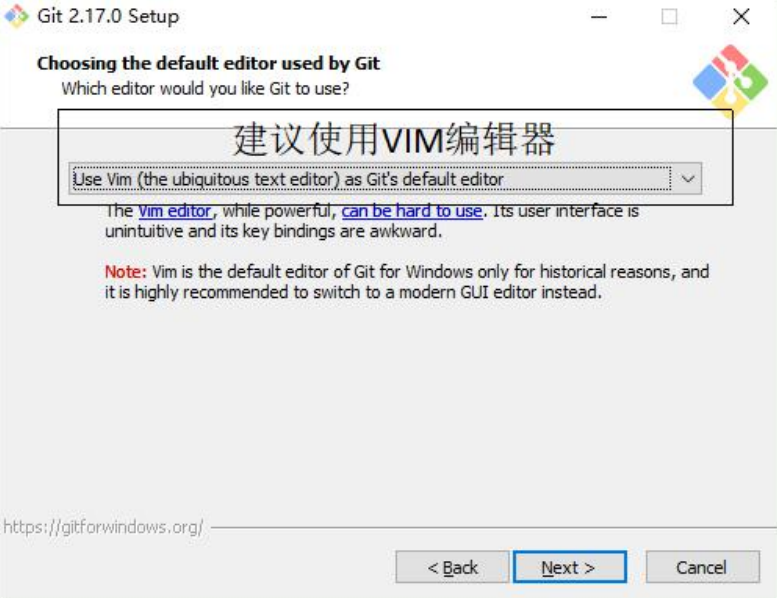 Git 2.17.0 Setup
Choosing the default editor used by Git
Which editor would you like Git to use?
建议使用VIM编辑器
Use Vim (the ubiquitous text editor) as Git's default editor
The Vim editor, while powerful, can be hard to use. Its user interface is
unintuitive and its key bindings are awkward.
Note: Vim is the default editor of Git for Windows only for historical reasons, and
it is highly recommended to switch to a modern GUI editor instead.
https://gitforwindows.org/
< Back Next > Cancel